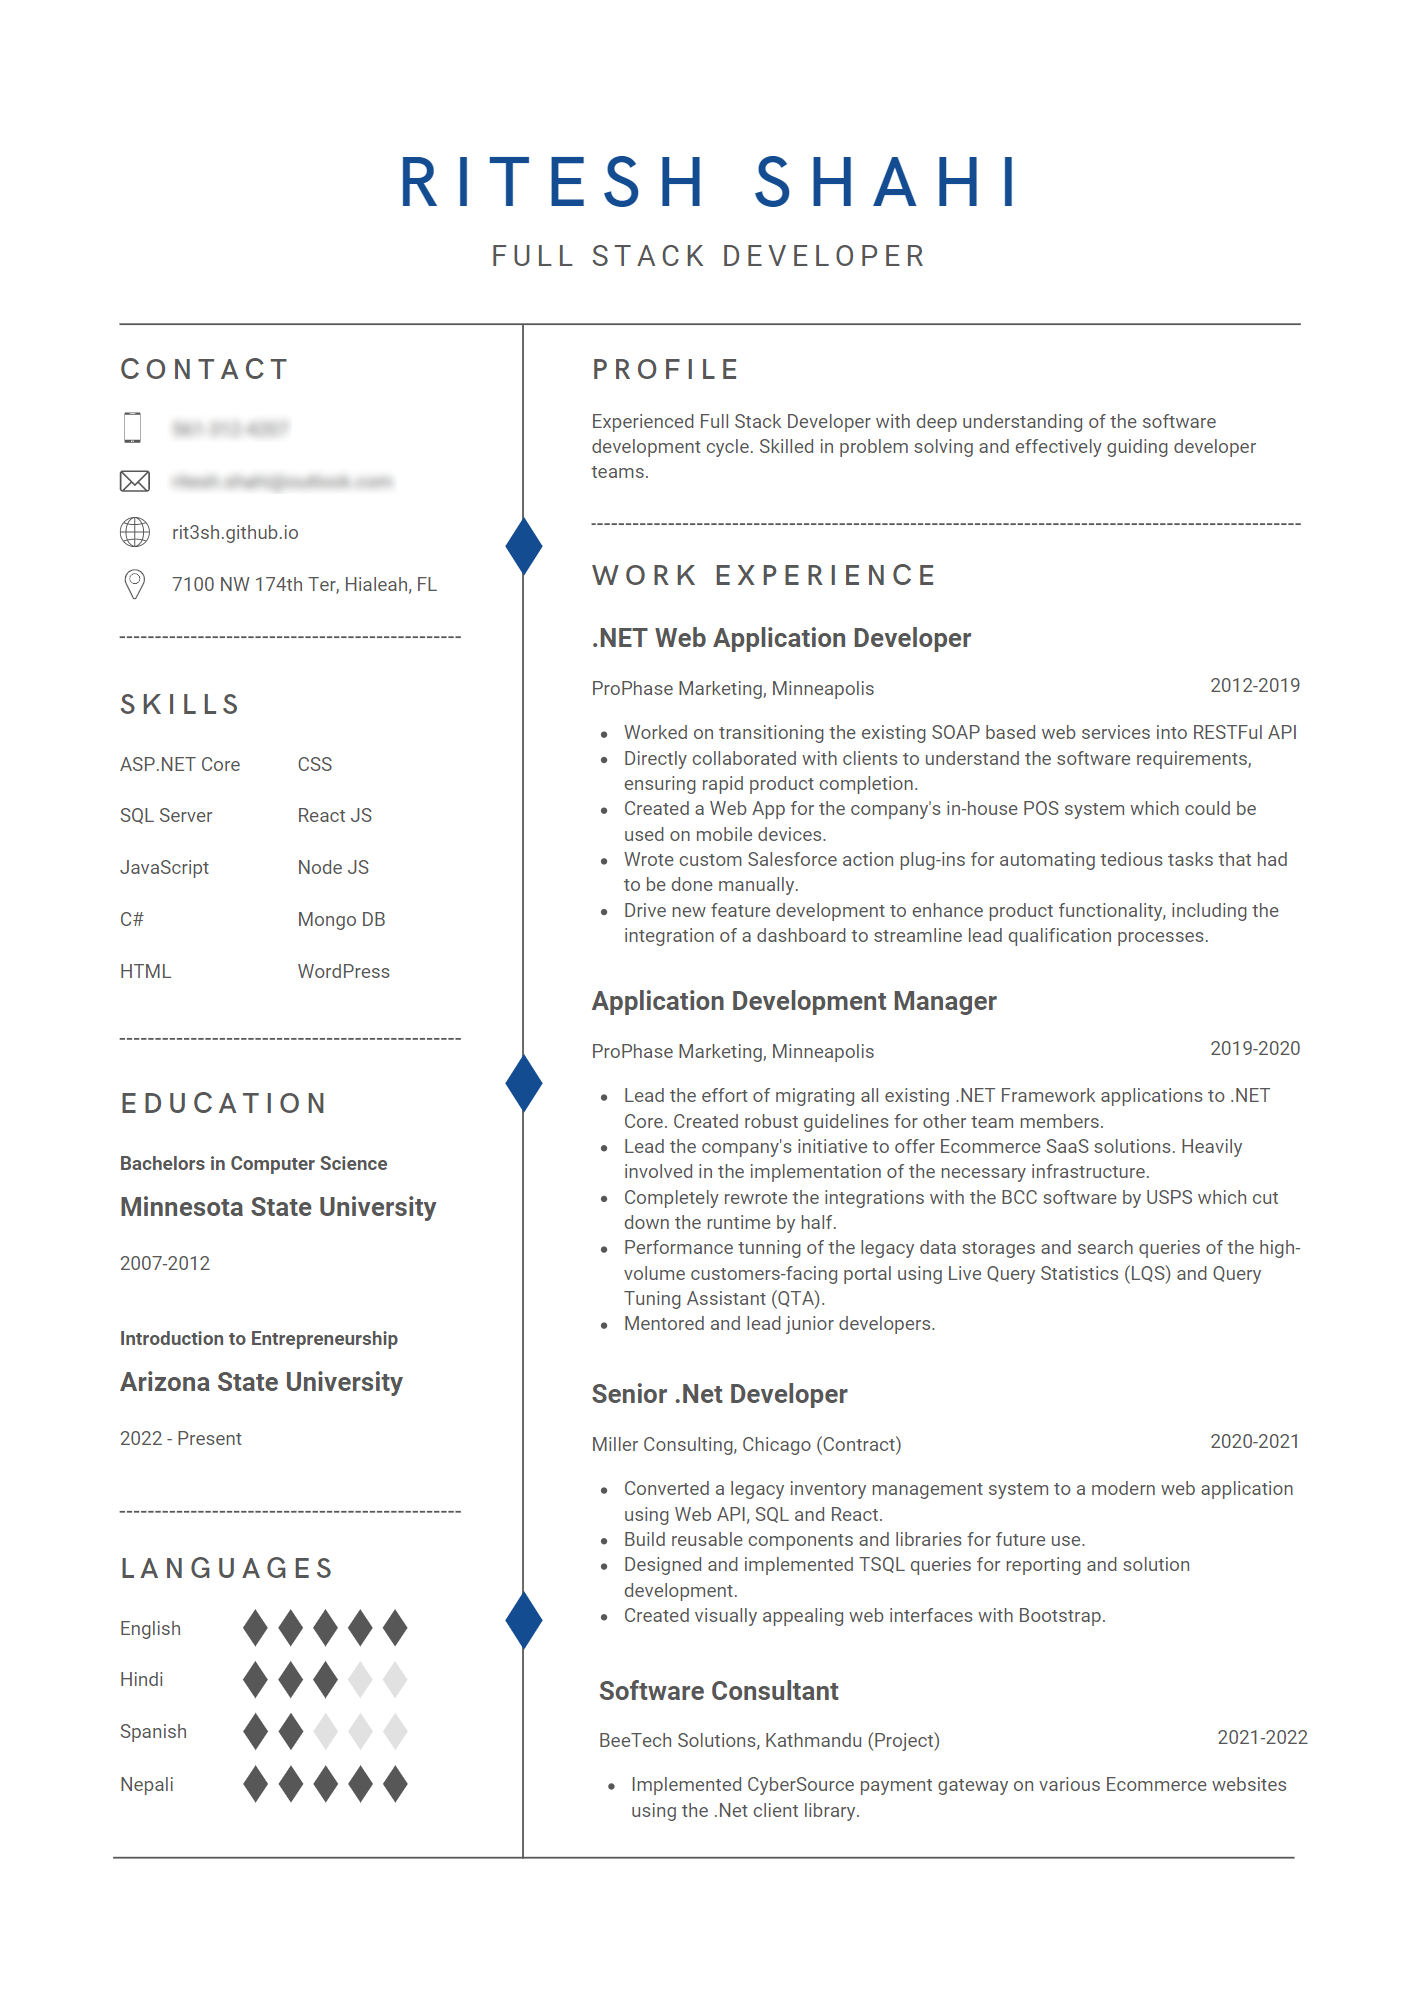 RITESH SHAHI
FULL STACK DEVELOPER
CONTACT
rit3sh.github.io
7100 NW 174th Ter, Hialeah, FL
SKILLS
ASP.NET Core CSS
SQL Server React JS
JavaScript Node JS
C# Mongo DB
HTML WordPress
EDUCATION
Bachelors in Computer Science
Minnesota State University
2007-2012
Introduction to Entrepreneurship
Arizona State University
2022 - Present
LANGUAGES
English
Hindi
Spanish
Nepali
PROFILE
Experienced Full Stack Developer with deep understanding of the software
development cycle. Skilled in problem solving and effectively guiding developer
teams.
WORK EXPERIENCE
.NET Web Application Developer
ProPhase Marketing, Minneapolis 2012-2019
• Worked on transitioning the existing SOAP based web services into RESTFul API
• Directly collaborated with clients to understand the software requirements,
ensuring rapid product completion.
• Created a Web App for the company's in-house POS system which could be
used on mobile devices.
• Wrote custom Salesforce action plug-ins for automating tedious tasks that had
to be done manually.
• Drive new feature development to enhance product functionality, including the
integration of a dashboard to streamline lead qualification processes.
Application Development Manager
ProPhase Marketing, Minneapolis 2019-2020
• Lead the effort of migrating all existing .NET Framework applications to .NET
Core. Created robust guidelines for other team members.
• Lead the company's initiative to offer Ecommerce SaaS solutions. Heavily
involved in the implementation of the necessary infrastructure.
• Completely rewrote the integrations with the BCC software by USPS which cut
down the runtime by half.
• Performance tunning of the legacy data storages and search queries of the high-
volume customers-facing portal using Live Query Statistics (LQS) and Query
Tuning Assistant (QTA).
• Mentored and lead junior developers.
Senior .Net Developer
Miller Consulting, Chicago (Contract) 2020-2021
• Converted a legacy inventory management system to a modern web application
using Web API, SQL and React.
• Build reusable components and libraries for future use.
• Designed and implemented TSQL queries for reporting and solution
development.
• Created visually appealing web interfaces with Bootstrap.
Software Consultant
BeeTech Solutions, Kathmandu (Project) 2021-2022
• Implemented CyberSource payment gateway on various Ecommerce websites
using the .Net client library.